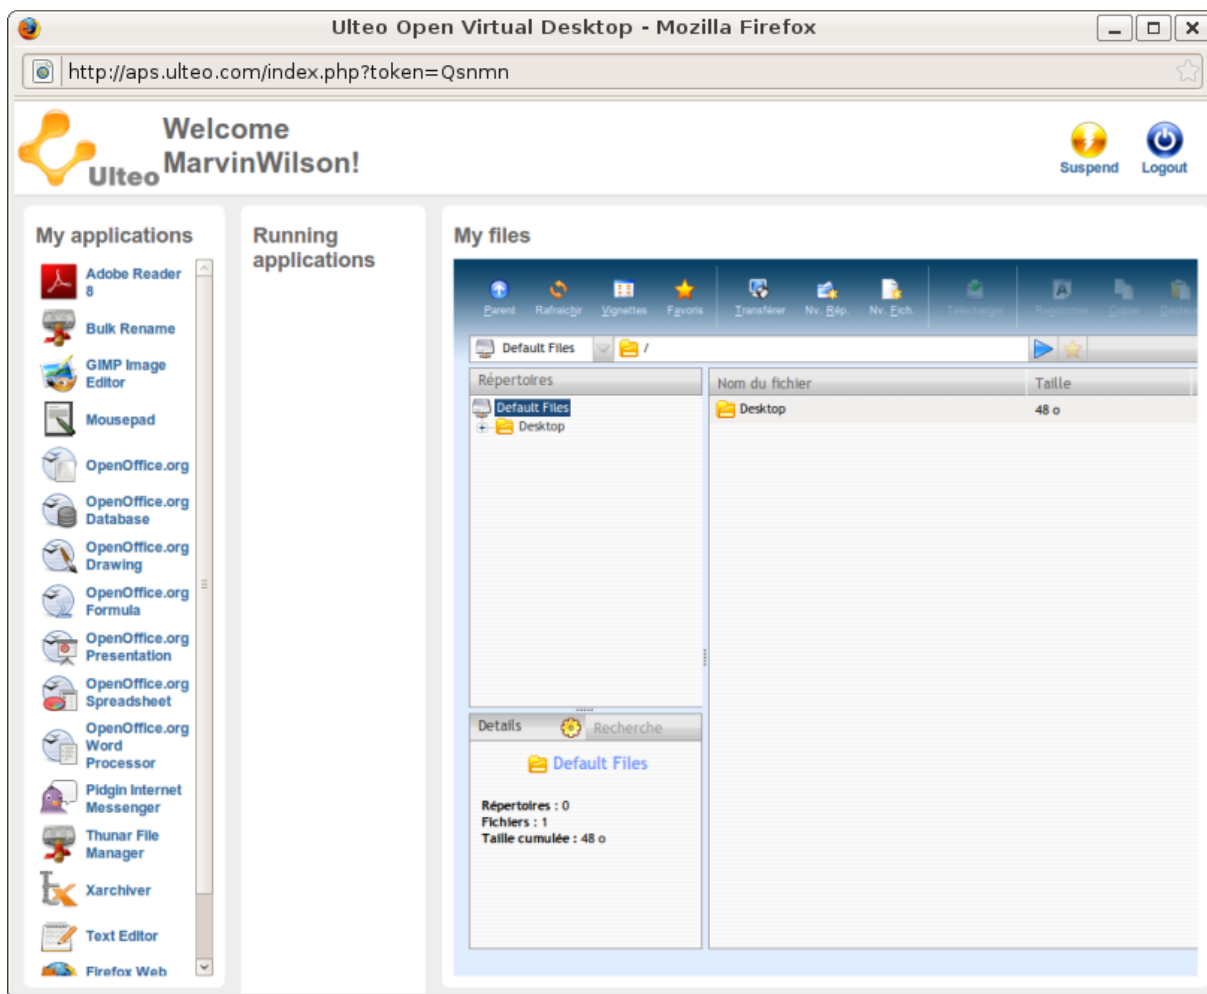 Ulteo Open Virtual Desktop - Mozilla Firefox
http://aps.ulteo.com/index.php?token=Qsnmn
Ulteo
Welcome
MarvinWilson!
Suspend
Logout
My applications
Adobe Reader
8
Bulk Rename
GIMP Image
Editor
Mousepad
OpenOffice.org
OpenOffice.org
Database
OpenOffice.org
Drawing
OpenOffice.org
Formula
OpenOffice.org
Presentation
OpenOffice.org
Spreadsheet
OpenOffice.org
Word
Processor
Pidgin Internet
Messenger
Thunar File
Manager
Xarchiver
Text Editor
Firefox Web
Running
applications
My files
Parent Rafraichir Vignettes Favoris Transférer Nv. Rép. Nv. Fich. Télécharger Renommer Copier
Default Files /
Répertoires
Default Files
Desktop
Nom du fichier Taille
Desktop 48 o
Details Recherche
Default Files
Répertoires : 0
Fichiers : 1
Taille cumulée : 48 o